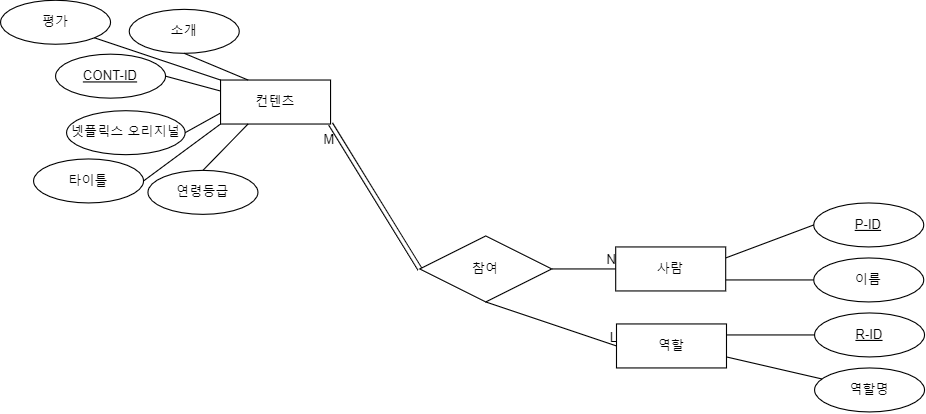 평가
소개
CONT-ID
컨텐츠
넷플릭스 오리지널
M
타이틀
연령등급
P-ID
참여
N
사람
이름
R-ID
L
역할
역할명